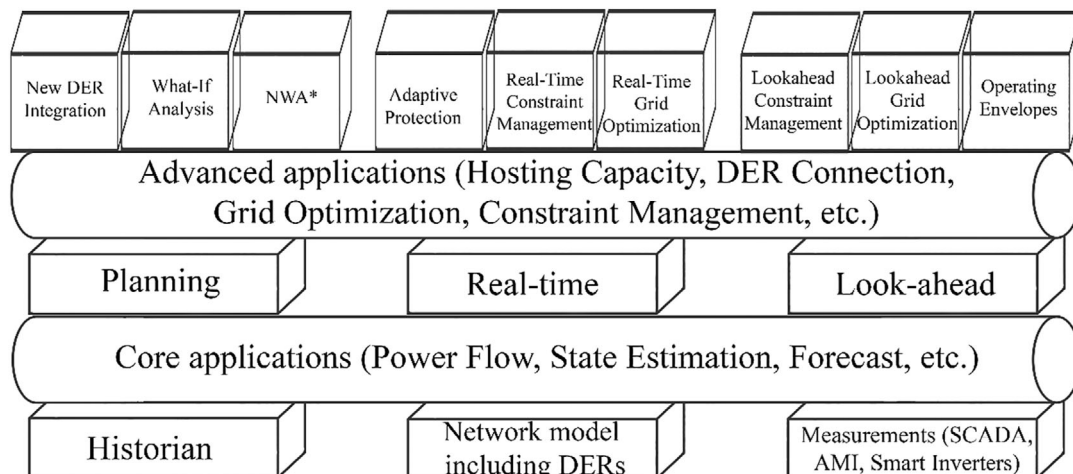 New DER
Integration
What-If
Analysis
NWA*
Adaptive
Protection
Real-Time
Constraint
Management
Real-Time
Grid
Optimization
Lookahead
Constraint
Management
Lookahead
Grid
Optimization
Operating
Envelopes
Advanced applications (Hosting Capacity, DER Connection,
Grid Optimization, Constraint Management, etc.)
Planning
Real-time
Look-ahead
Core applications (Power Flow, State Estimation, Forecast, etc.)
Historian
Network model
including DERs
Measurements (SCADA,
AMI, Smart Inverters)